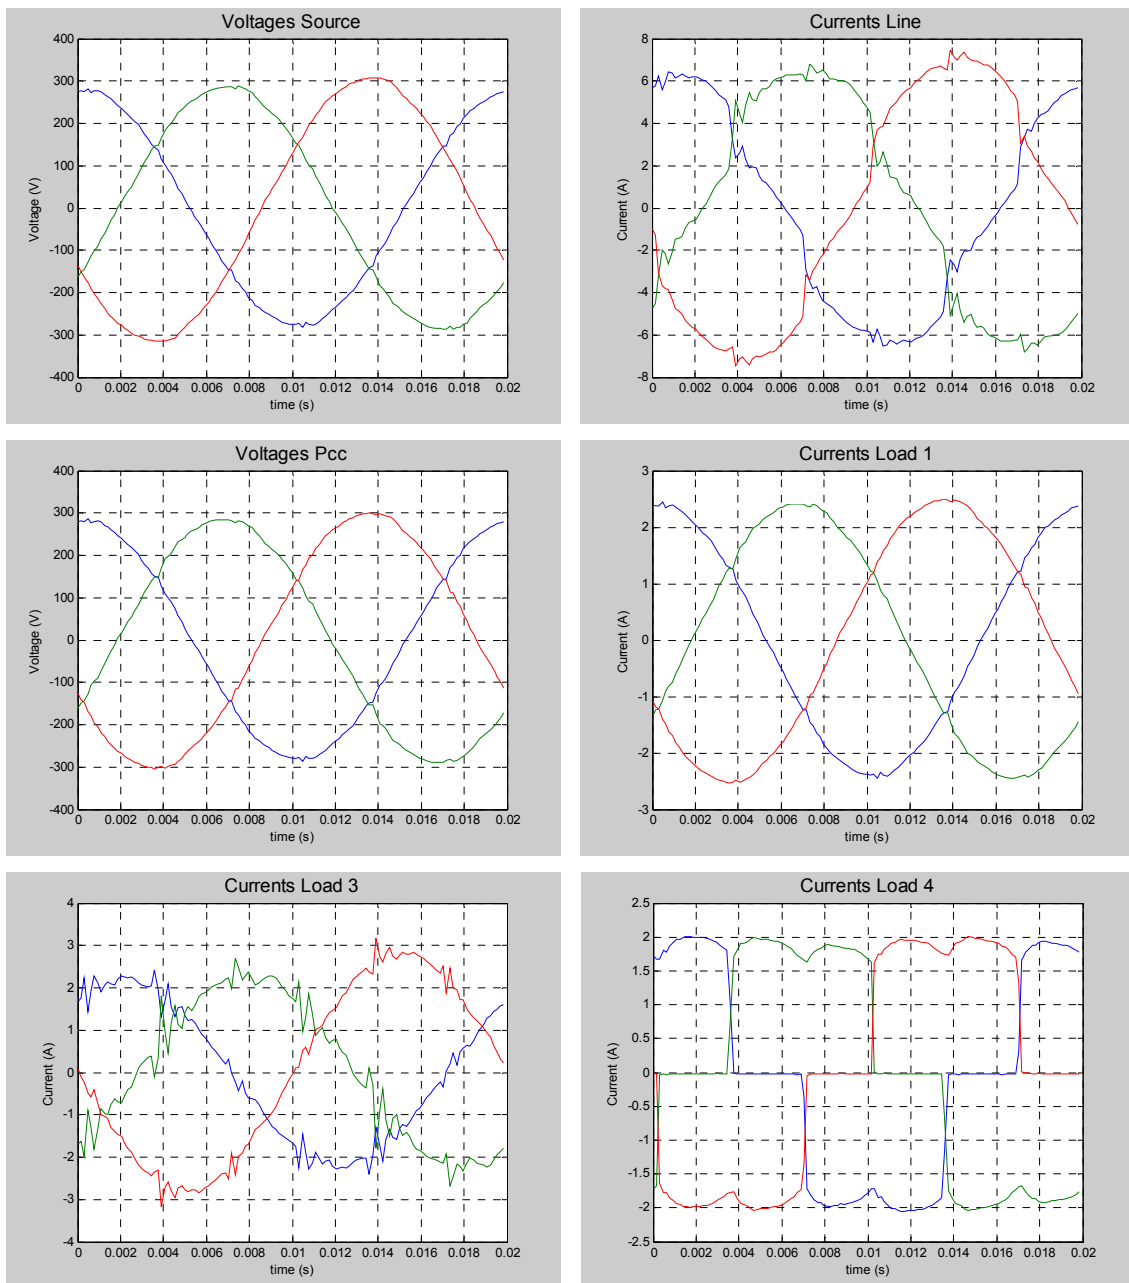 Voltages Source
400
300
200
100
0
-100
-200
-300
-400
Voltage (V)
0 0.002 0.004 0.006 0.008 0.01 0.012 0.014 0.016 0.018 0.02
time (s)
Currents Line
8
6
4
2
0
-2
-4
-6
-8
Current (A)
0 0.002 0.004 0.006 0.008 0.01 0.012 0.014 0.016 0.018 0.02
time (s)
Voltages Pcc
400
300
200
100
0
-100
-200
-300
-400
Voltage (V)
0 0.002 0.004 0.006 0.008 0.01 0.012 0.014 0.016 0.018 0.02
time (s)
Currents Load 1
3
2
1
0
-1
-2
-3
Current (A)
0 0.002 0.004 0.006 0.008 0.01 0.012 0.014 0.016 0.018 0.02
time (s)
Currents Load 3
4
3
2
1
0
-1
-2
-3
-4
Current (A)
0 0.002 0.004 0.006 0.008 0.01 0.012 0.014 0.016 0.018 0.02
time (s)
Currents Load 4
2.5
2
1.5
1
0.5
0
-0.5
-1
-1.5
-2
-2.5
Current (A)
0 0.002 0.004 0.006 0.008 0.01 0.012 0.014 0.016 0.018 0.02
time (s)